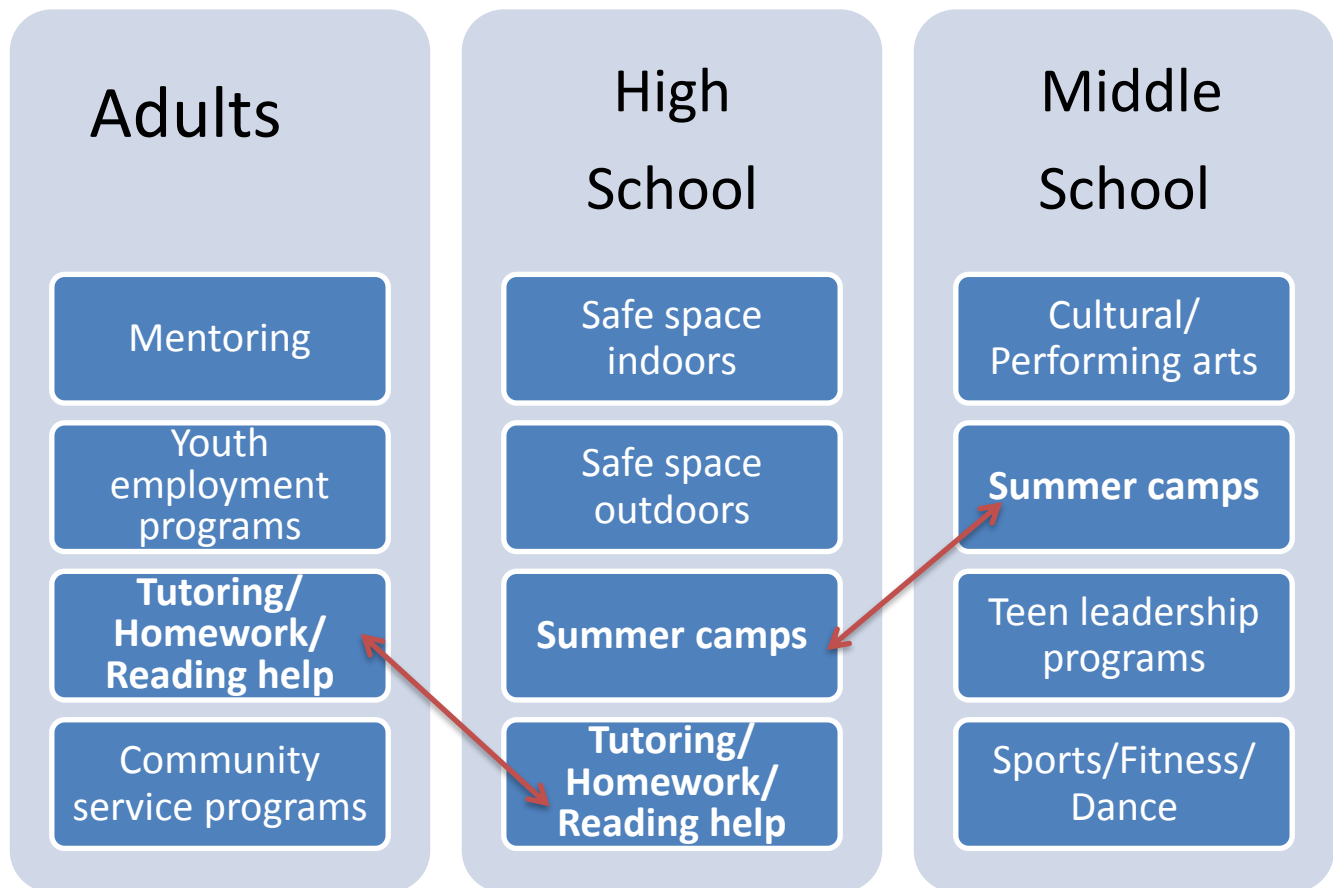 Adults
Mentoring
Youth
employment
programs
Tutoring/
Homework/
Reading help
Community
service programs
High
School
Safe space
indoors
Safe space
outdoors
Summer camps
Tutoring/
Homework/
Reading help
Middle
School
Cultural/
Performing arts
Summer camps
Teen leadership
programs
Sports/Fitness/
Dance